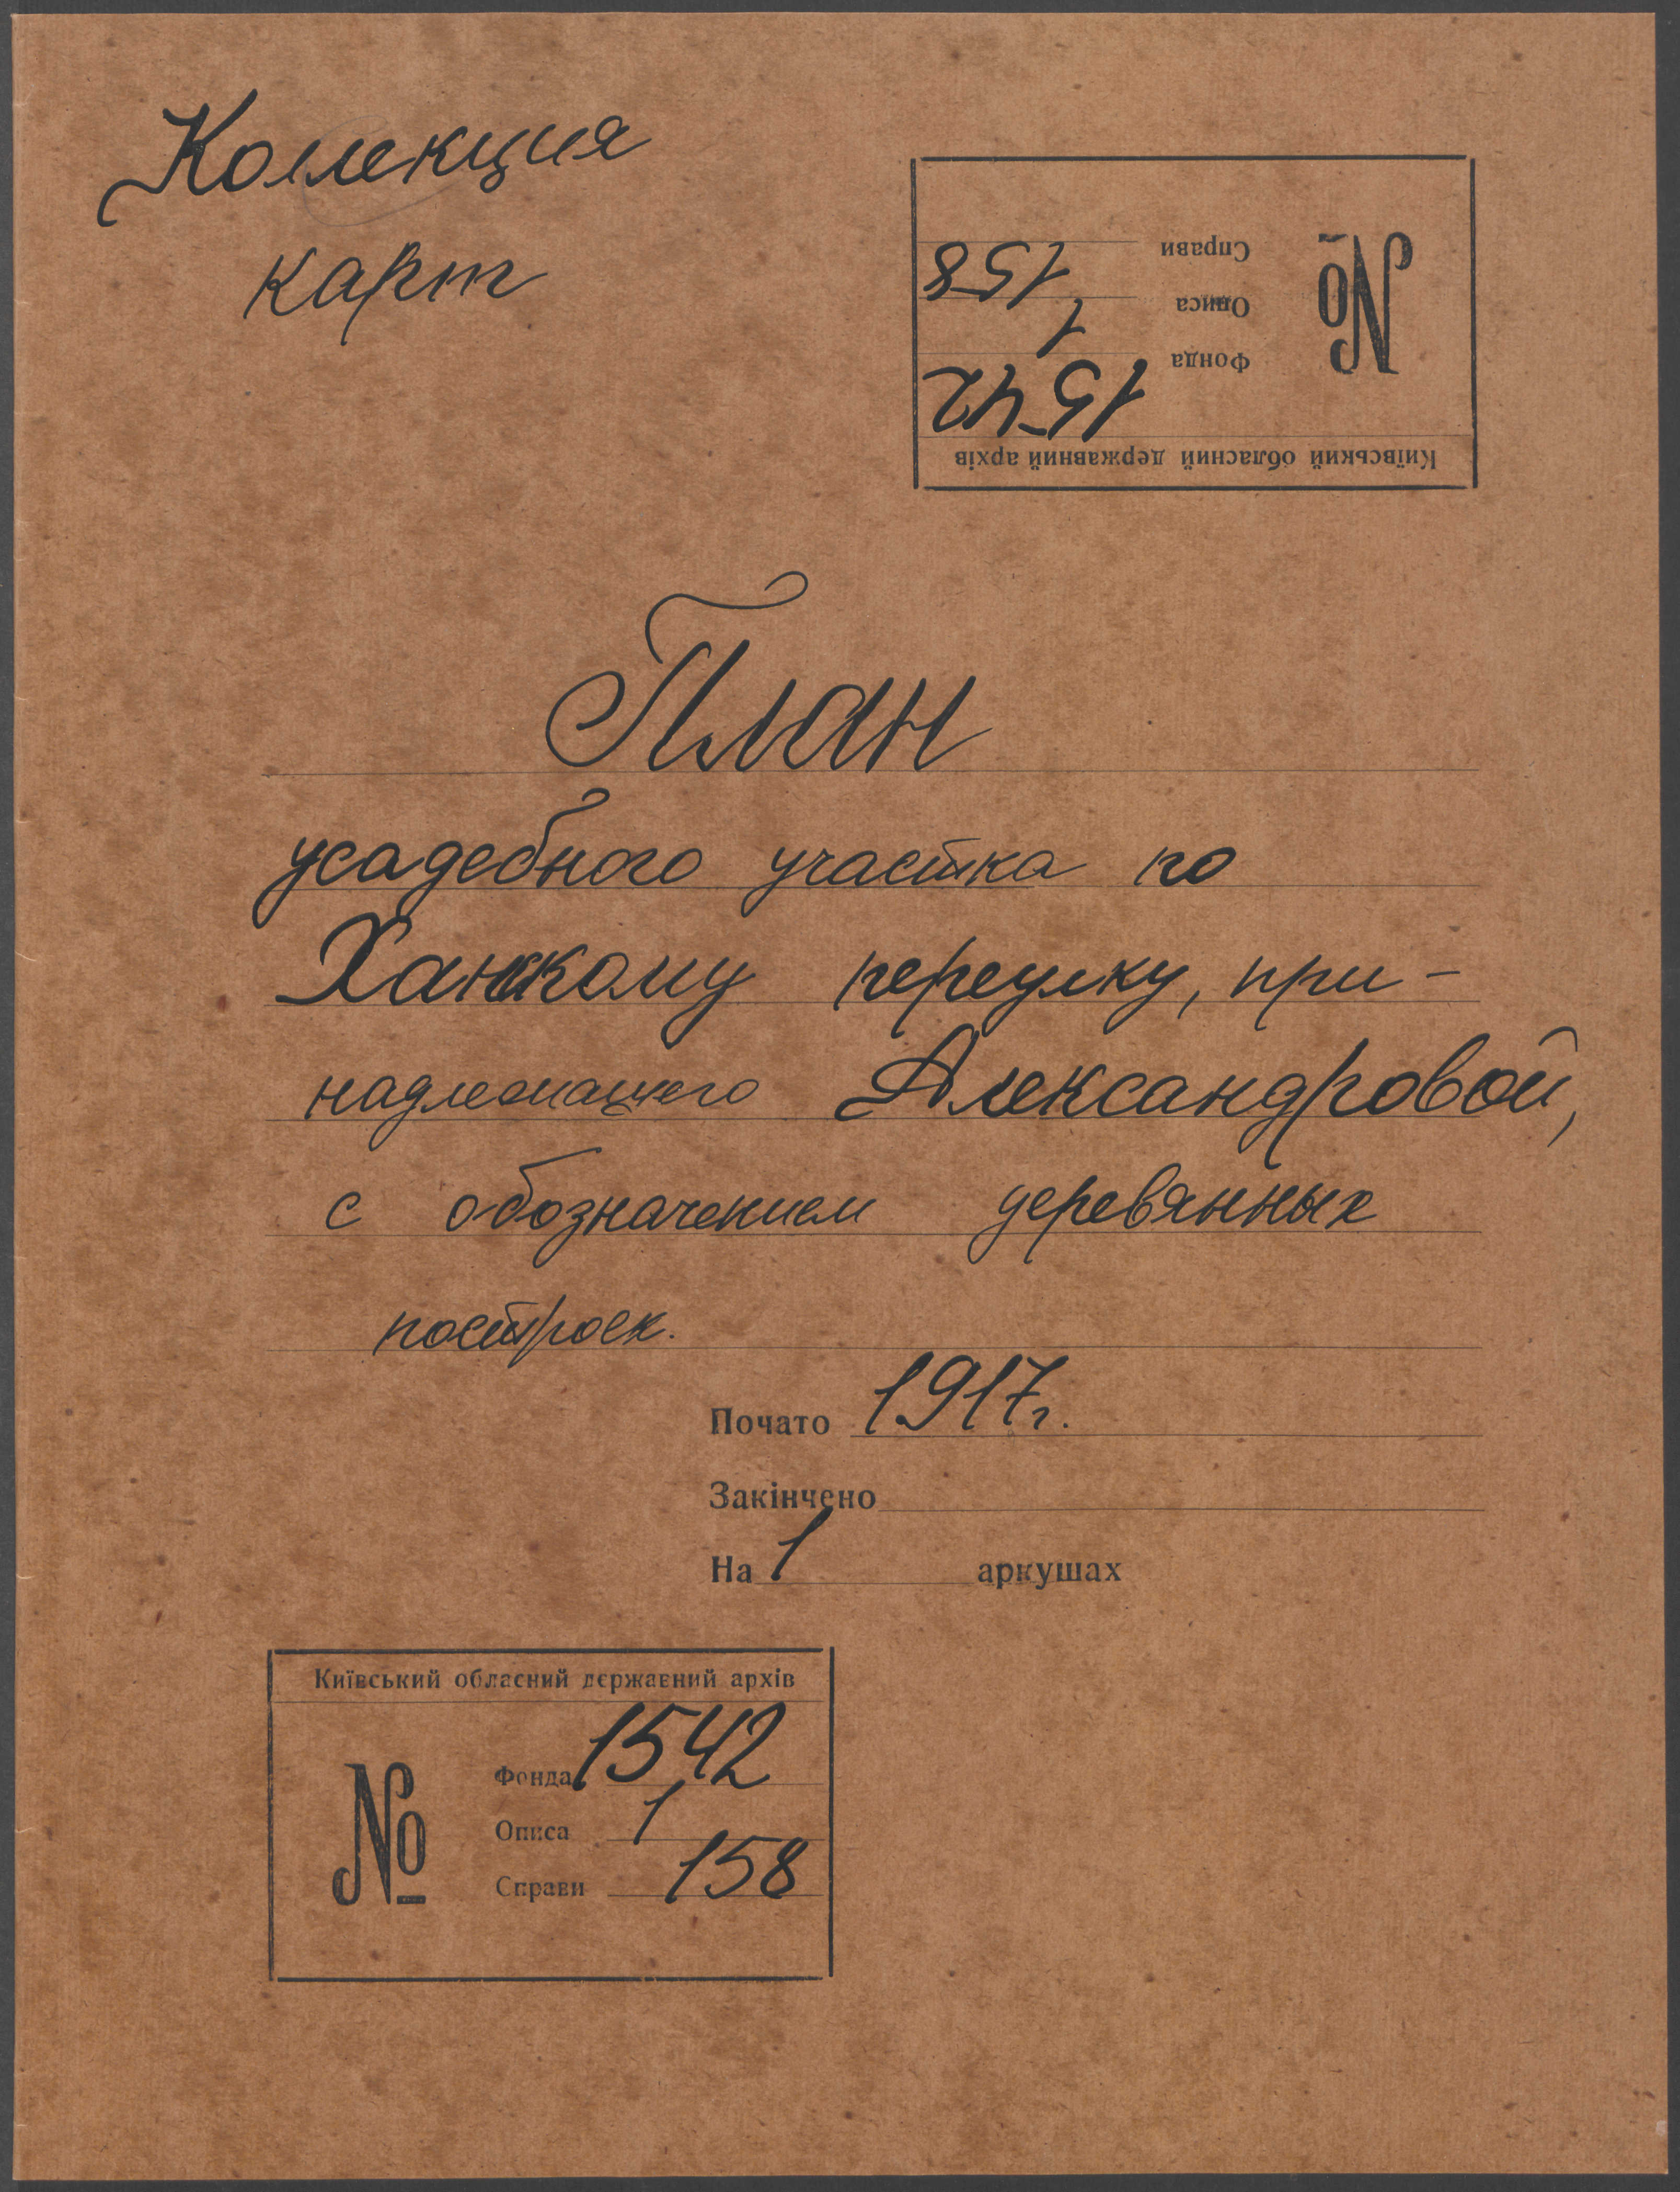 Коллекция
карт
Київський обласний державний архів
№
Фонда 1542
Описа 1
Справи 158
План
усадебного участка по
Ханскому переулку, при-
надлежащего Александровой,
с обозначением деревянных
построек.
Почато 1917г.
Закінчено
На 1 аркушах
Київський обласний державний архів
№
Фонда 1542
Описа 1
Справи 158